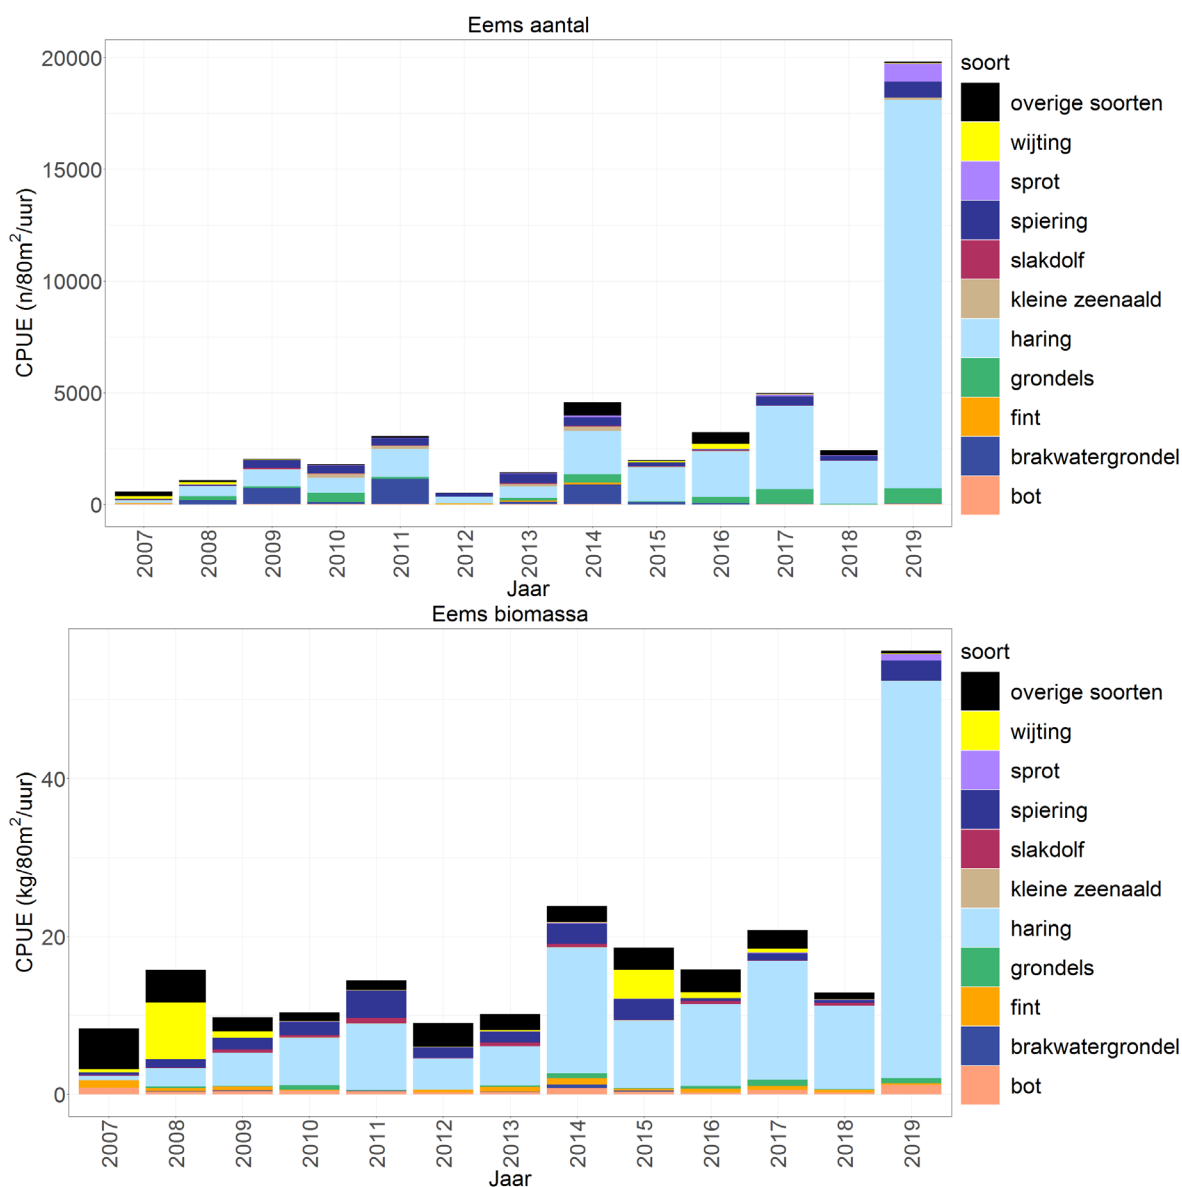 Eems aantal
CPUE (n/80m²/uur)
20000
15000
10000
5000
0
2007
2008
2009
2010
2011
2012
2013
2014
2015
2016
2017
2018
2019
Jaar
soort
overige soorten
wijting
sprot
spiering
slakdolf
kleine zeenaald
haring
grondels
fint
brakwatergrondel
bot
Eems biomassa
CPUE (kg/80m²/uur)
40
20
0
2007
2008
2009
2010
2011
2012
2013
2014
2015
2016
2017
2018
2019
Jaar
soort
overige soorten
wijting
sprot
spiering
slakdolf
kleine zeenaald
haring
grondels
fint
brakwatergrondel
bot